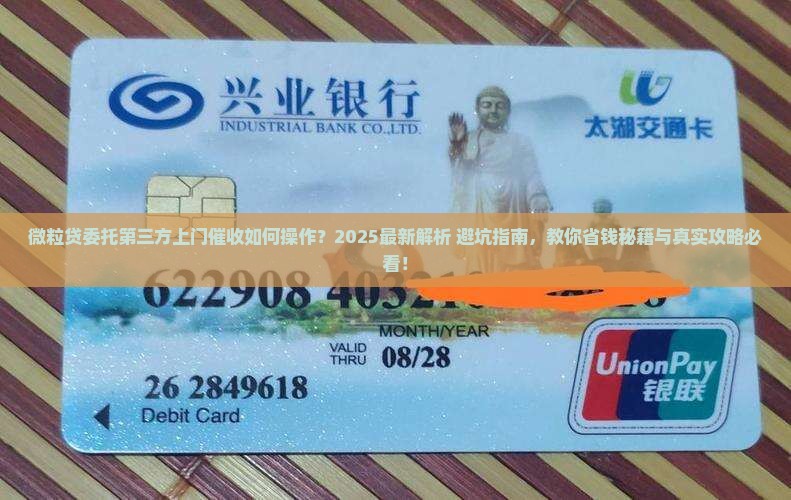 兴业银行
INDUSTRIAL BANK CO.,LTD.
太湖交通卡
微粒贷委托第三方上门催收如何操作？2025最新解析 避坑指南，教你省钱秘籍与真实攻略必
看！
622908
MONTH/YEAR
VALID
THRU
08/28
26 2849618
Debit Card
UnionPay
银联